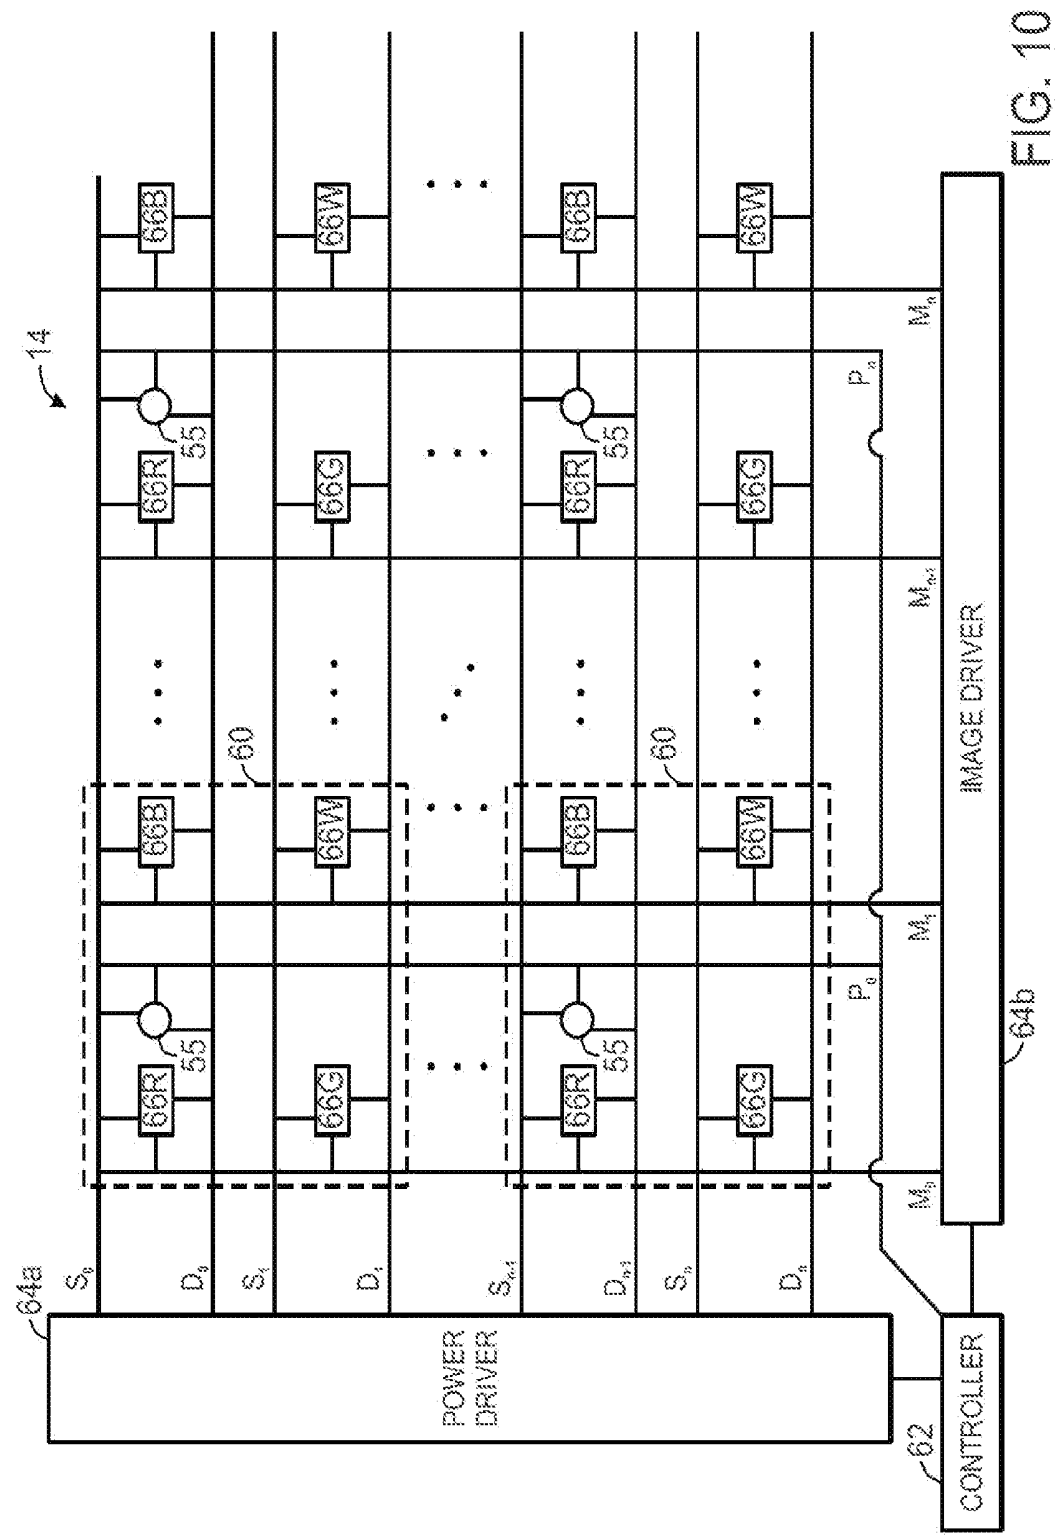 64a
14
S0
66R 66B 66R 66B
D0
55 55
60
S1
66G 66W 66G 66W
D1
POWER
DRIVER
Sn-1
66R 66B 66R 66B
Dn-1
55 55
60
Sn
66G 66W 66G 66W
Dn
P0 Pn
62
M0 M1 Mn-1 Mn
CONTROLLER
IMAGE DRIVER
64b
FIG. 10